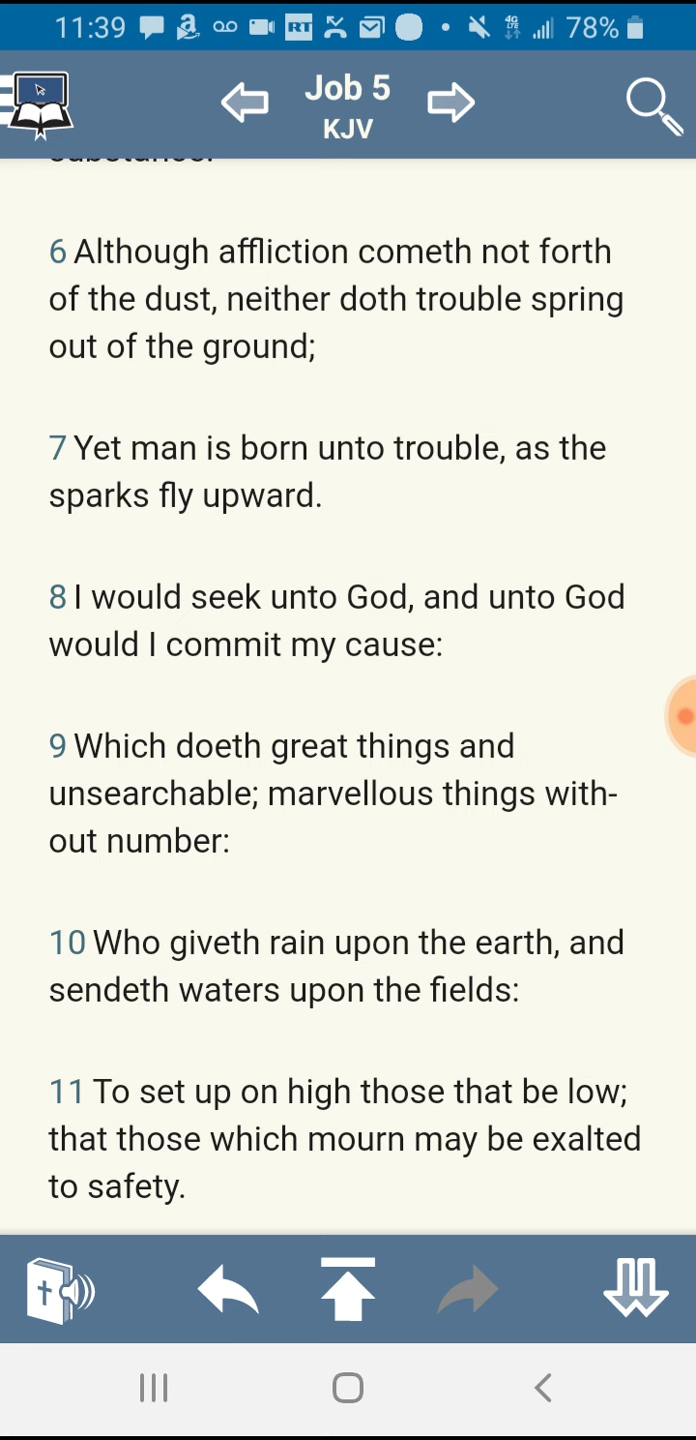 11:39
4G
LTE
78%
RT
Job 5
KJV
6 Although affliction cometh not forth
of the dust, neither doth trouble spring
out of the ground;
7 Yet man is born unto trouble, as the
sparks fly upward.
8 I would seek unto God, and unto God
would I commit my cause:
9 Which doeth great things and
unsearchable; marvellous things with-
out number:
10 Who giveth rain upon the earth, and
sendeth waters upon the fields:
11 To set up on high those that be low;
that those which mourn may be exalted
to safety.